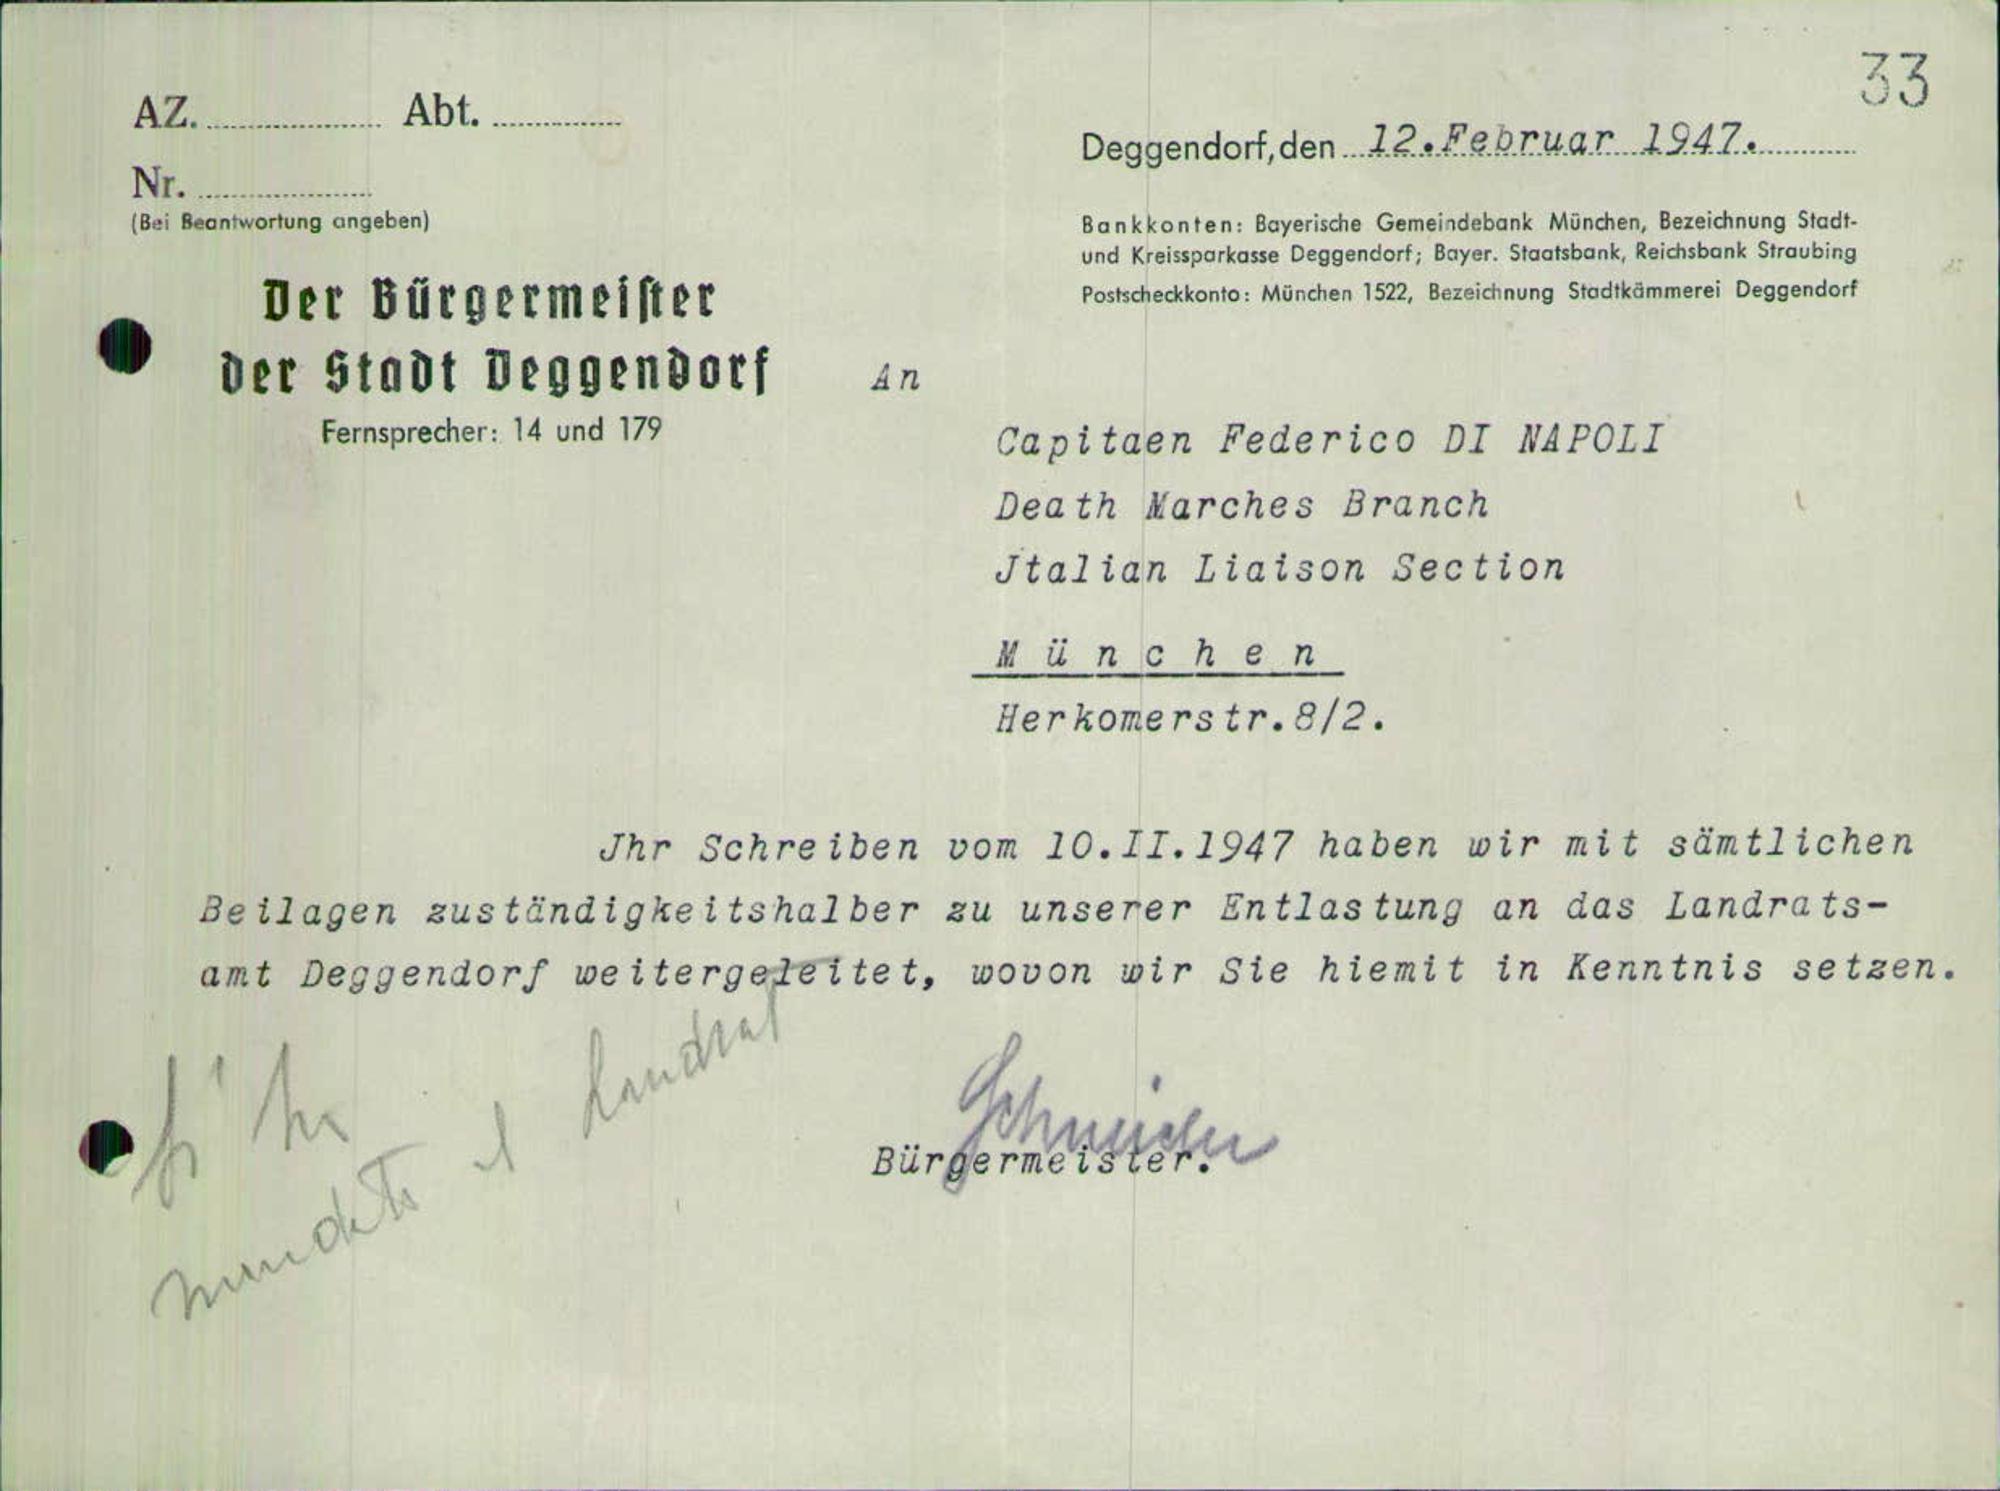 33
AZ. Abt.
Nr.
(Bei Beantwortung angeben)
Deggendorf, den 12.Februar 1947.
Bankkonten: Bayerische Gemeindebank München, Bezeichnung Stadt-
und Kreissparkasse Deggendorf; Bayer. Staatsbank, Reichsbank Straubing
Postscheckkonto: München 1522, Bezeichnung Stadtkämmerei Deggendorf
Der Bürgermeiſter
der Stadt Deggendorf
Fernsprecher: 14 und 179
An
Capitaen Federico DI NAPOLI
Death Marches Branch
Jtalian Liaison Section
München
Herkomerstr.8/2.
Jhr Schreiben vom 10.II.1947 haben wir mit sämtlichen
Beilagen zuständigkeitshalber zu unserer Entlastung an das Landrats-
amt Deggendorf weitergeleitet, wovon wir Sie hiemit in Kenntnis setzen.
Landrat
Bürgermeister.